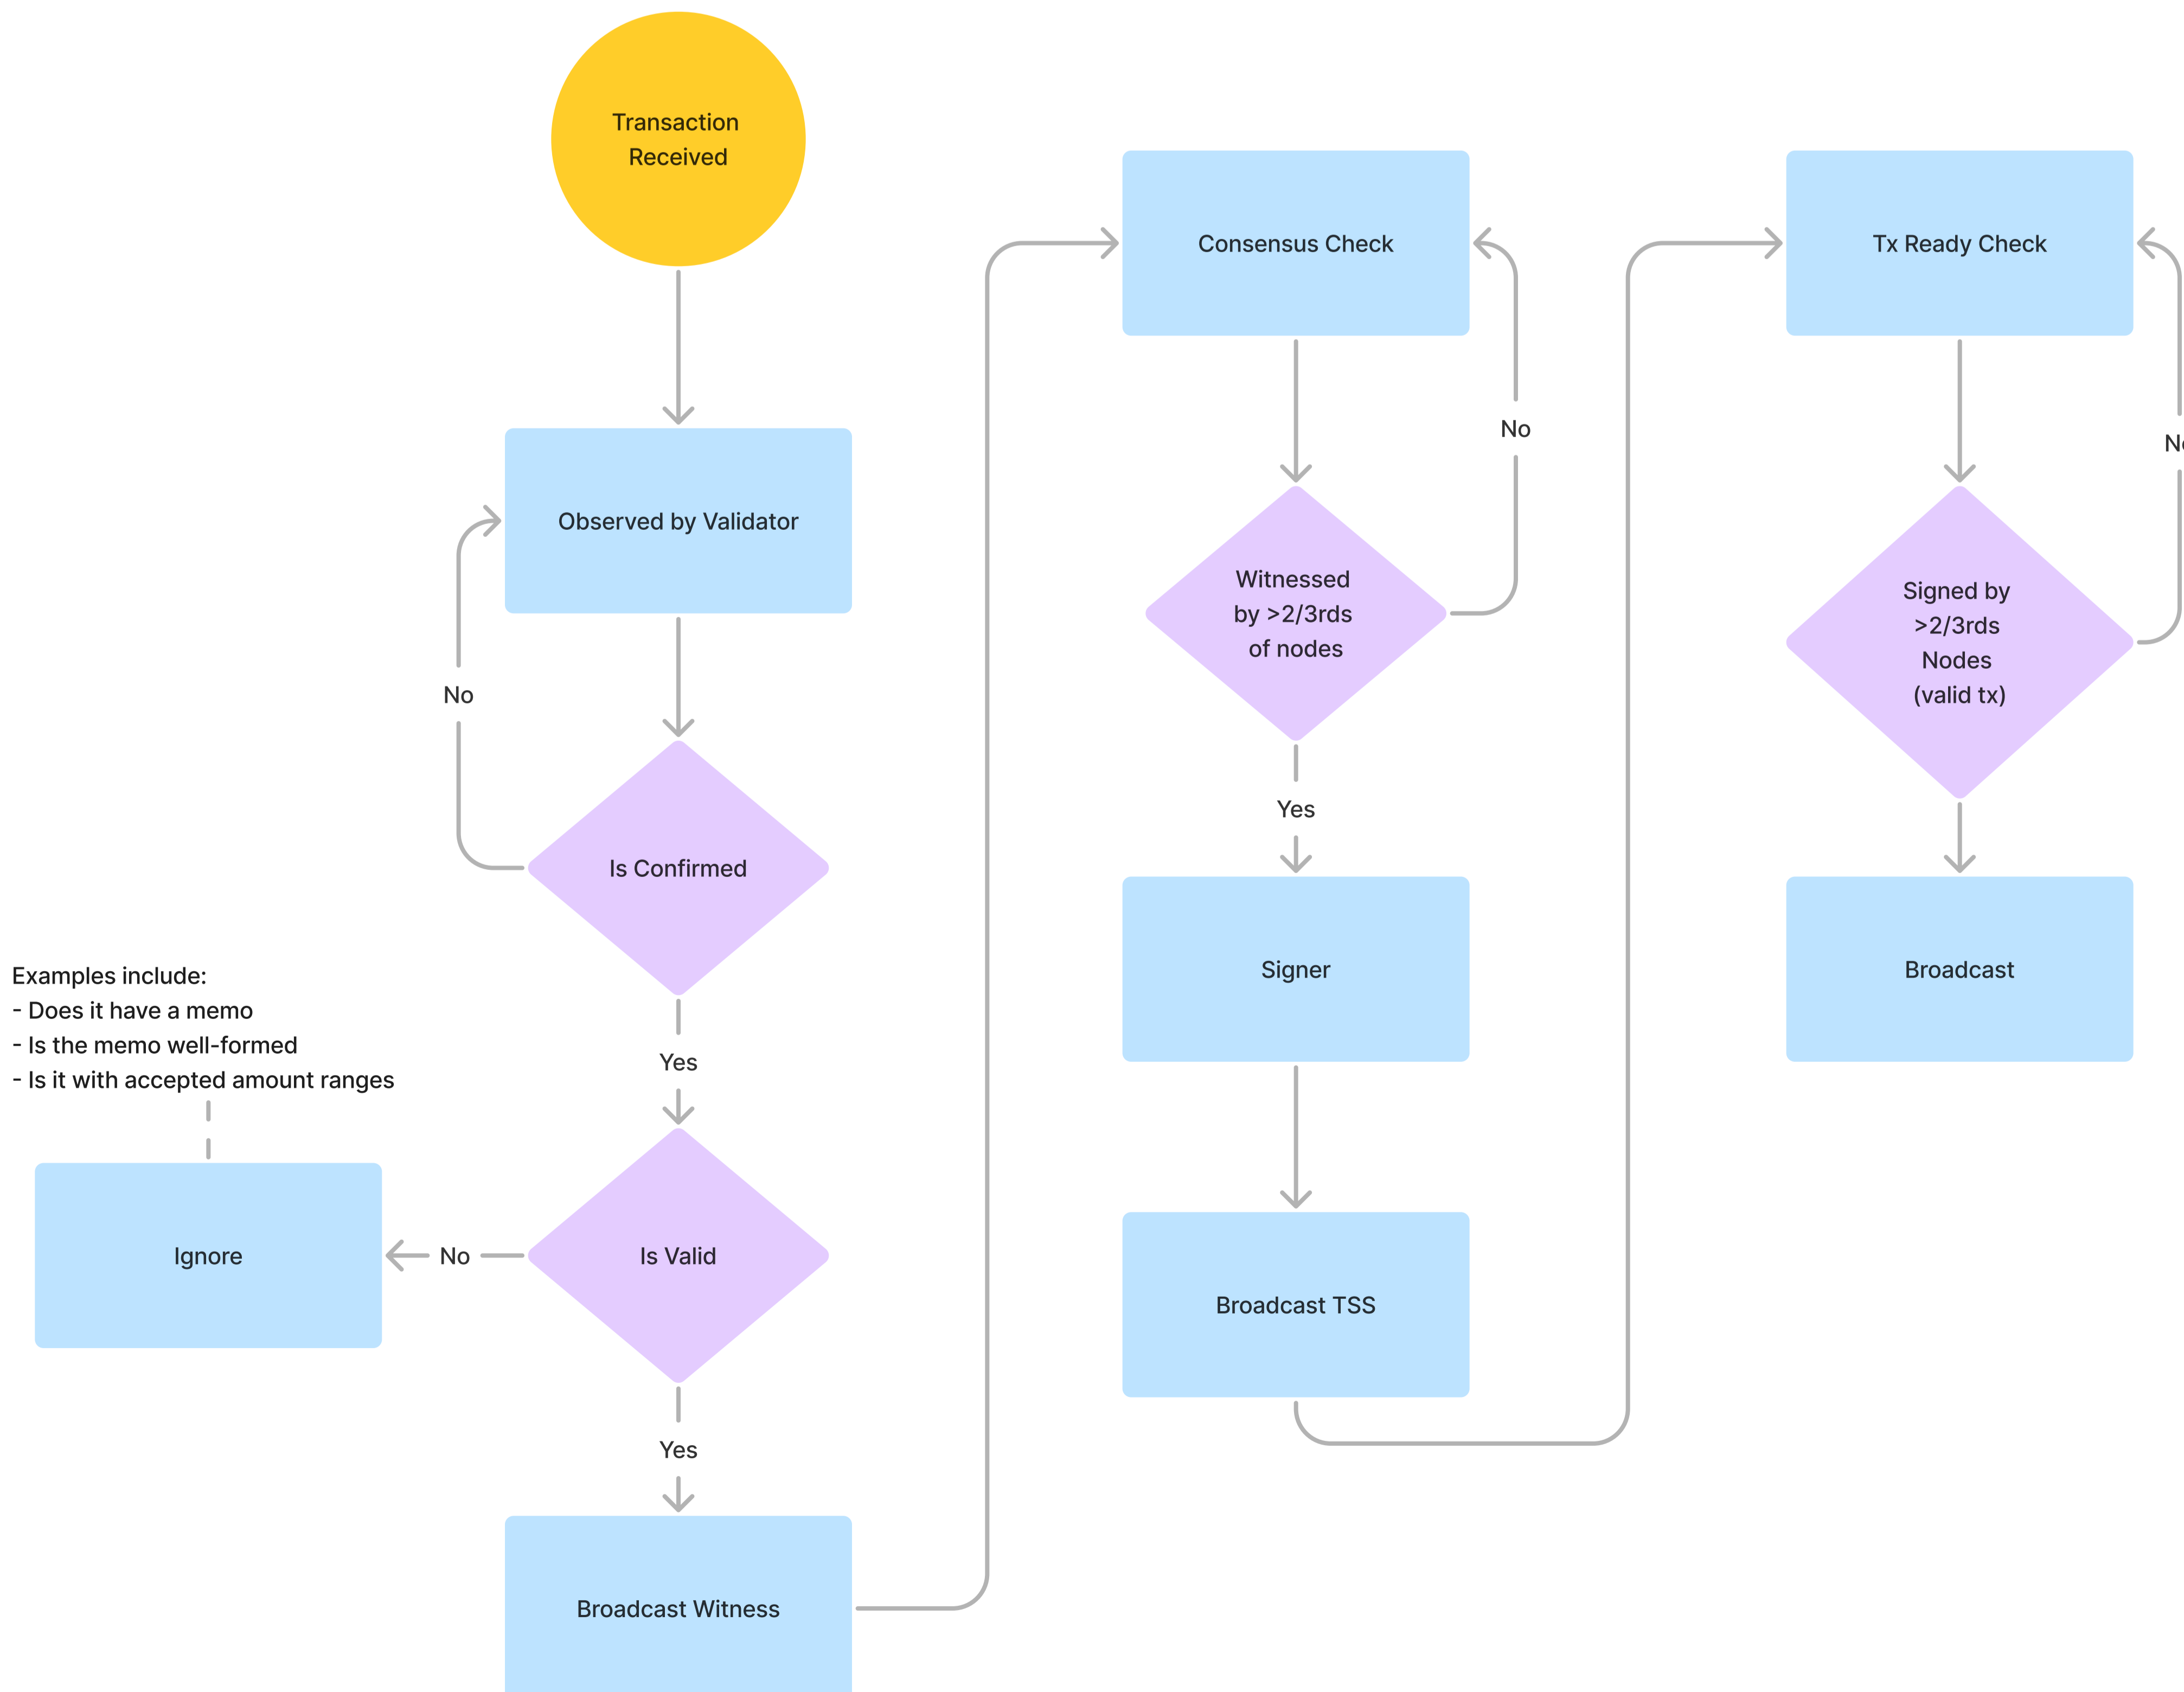 Transaction
Received
Observed by Validator
No
Is Confirmed
Yes
Examples include:
- Does it have a memo
- Is the memo well-formed
- Is it with accepted amount ranges
Ignore
No
Is Valid
Yes
Broadcast Witness
Consensus Check
No
Witnessed
by >2/3rds
of nodes
Yes
Signer
Broadcast TSS
Tx Ready Check
Signed by
>2/3rds
Nodes
(valid tx)
Broadcast